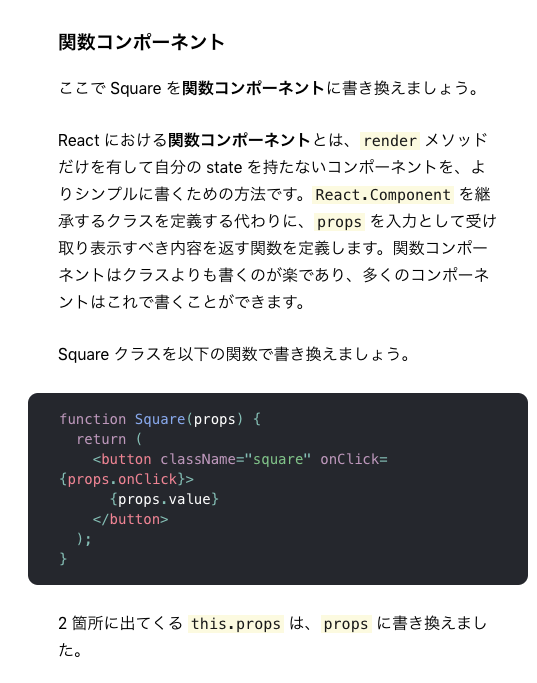 関数コンポーネント
ここで Square を関数コンポーネントに書き換えましょう。
React における関数コンポーネントとは、render メソッド
だけを有して自分の state を持たないコンポーネントを、よ
りシンプルに書くための方法です。React.Component を継
承するクラスを定義する代わりに、props を入力として受け
取り表示すべき内容を返す関数を定義します。関数コンポー
ネントはクラスよりも書くのが楽であり、多くのコンポーネ
ントはこれで書くことができます。
Square クラスを以下の関数で書き換えましょう。
function Square(props) {
  return (
    <button className="square" onClick=
{props.onClick}>
      {props.value}
    </button>
  );
}
2 箇所に出てくる this.props は、props に書き換えまし
た。